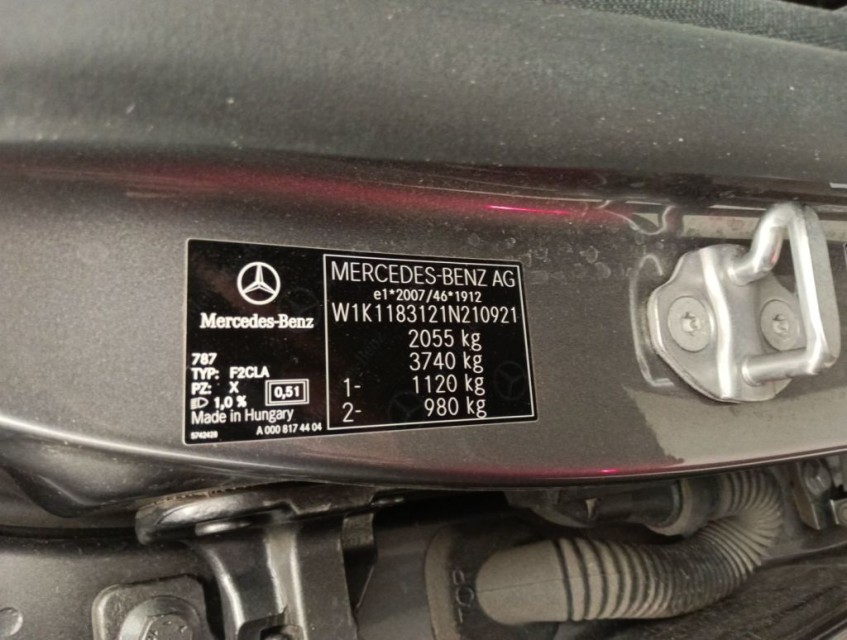 Mercedes-Benz
787
TYP: F2CLA
PZ: X
1,0 % 0,51
Made in Hungary
5742428
A 000 817 44 04
MERCEDES-BENZ AG
e1*2007/46*1912
W1K1183121N210921
2055 kg
3740 kg
1- 1120 kg
2- 980 kg
TOP